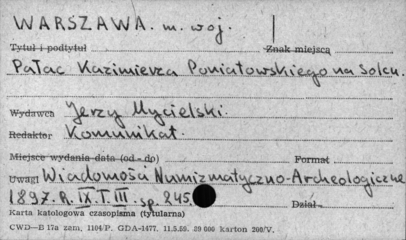 WARSZAWA. m. woj.
Tytuł i podtytuł Znak miejsca
Pałac Kazimierza Poniatowskiego na Solcu.
Wydawca Jerzy Mycielski.
Redaktor Komunikat.
Miejsce wydania data (od - do) Format
Uwagi Wiadomości Numizmatyczno-Archeologiczne
1897. R. IX. T. III. sp. 245. Dział
Karta katalogowa czasopisma (tytularna)
CWD—B 17a zam. 1104/P. GDA-1477. 11.5.59. 39 000 karton 200/V.